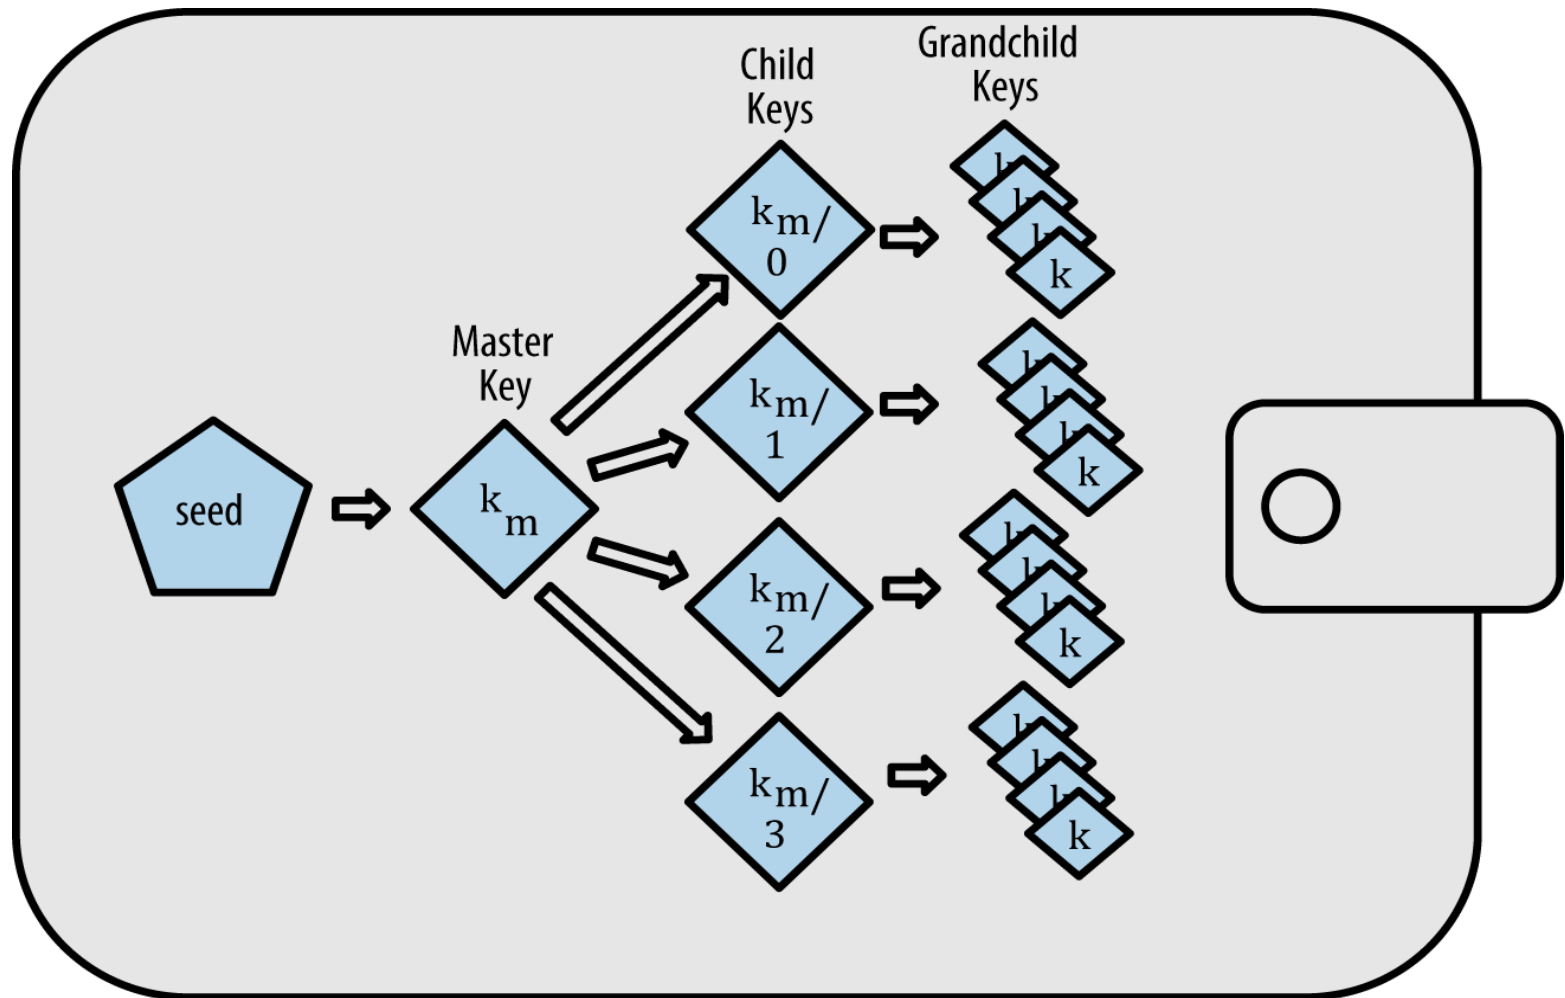 Child
Keys
Grandchild
Keys
Master
Key
seed
k m
k m/
0
k m/
1
k m/
2
k m/
3
k
k
k
k